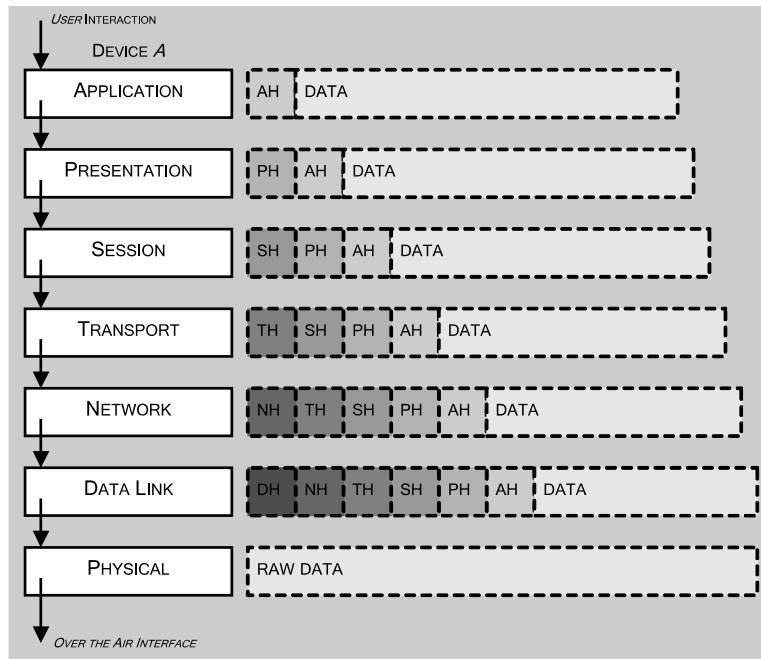 USER INTERACTION
DEVICE A
APPLICATION AH DATA
PRESENTATION PH AH DATA
SESSION SH PH AH DATA
TRANSPORT TH SH PH AH DATA
NETWORK NH TH SH PH AH DATA
DATA LINK DH NH TH SH PH AH DATA
PHYSICAL RAW DATA
OVER THE AIR INTERFACE